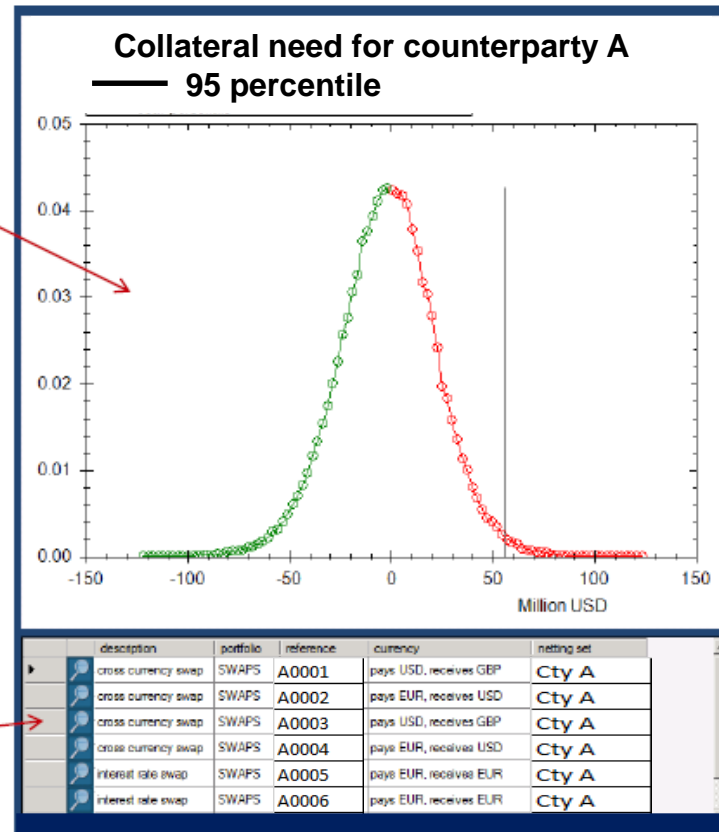 Collateral need for counterparty A
95 percentile
0.05
0.04
0.03
0.02
0.01
0.00
-150 -100 -50 0 50 100 150
Million USD
description portfolio reference currency netting set
cross currency swap SWAPS A0001 pays USD, receives GBP Cty A
cross currency swap SWAPS A0002 pays EUR, receives USD Cty A
cross currency swap SWAPS A0003 pays USD, receives GBP Cty A
cross currency swap SWAPS A0004 pays EUR, receives USD Cty A
interest rate swap SWAPS A0005 pays EUR, receives EUR Cty A
interest rate swap SWAPS A0006 pays EUR, receives EUR Cty A